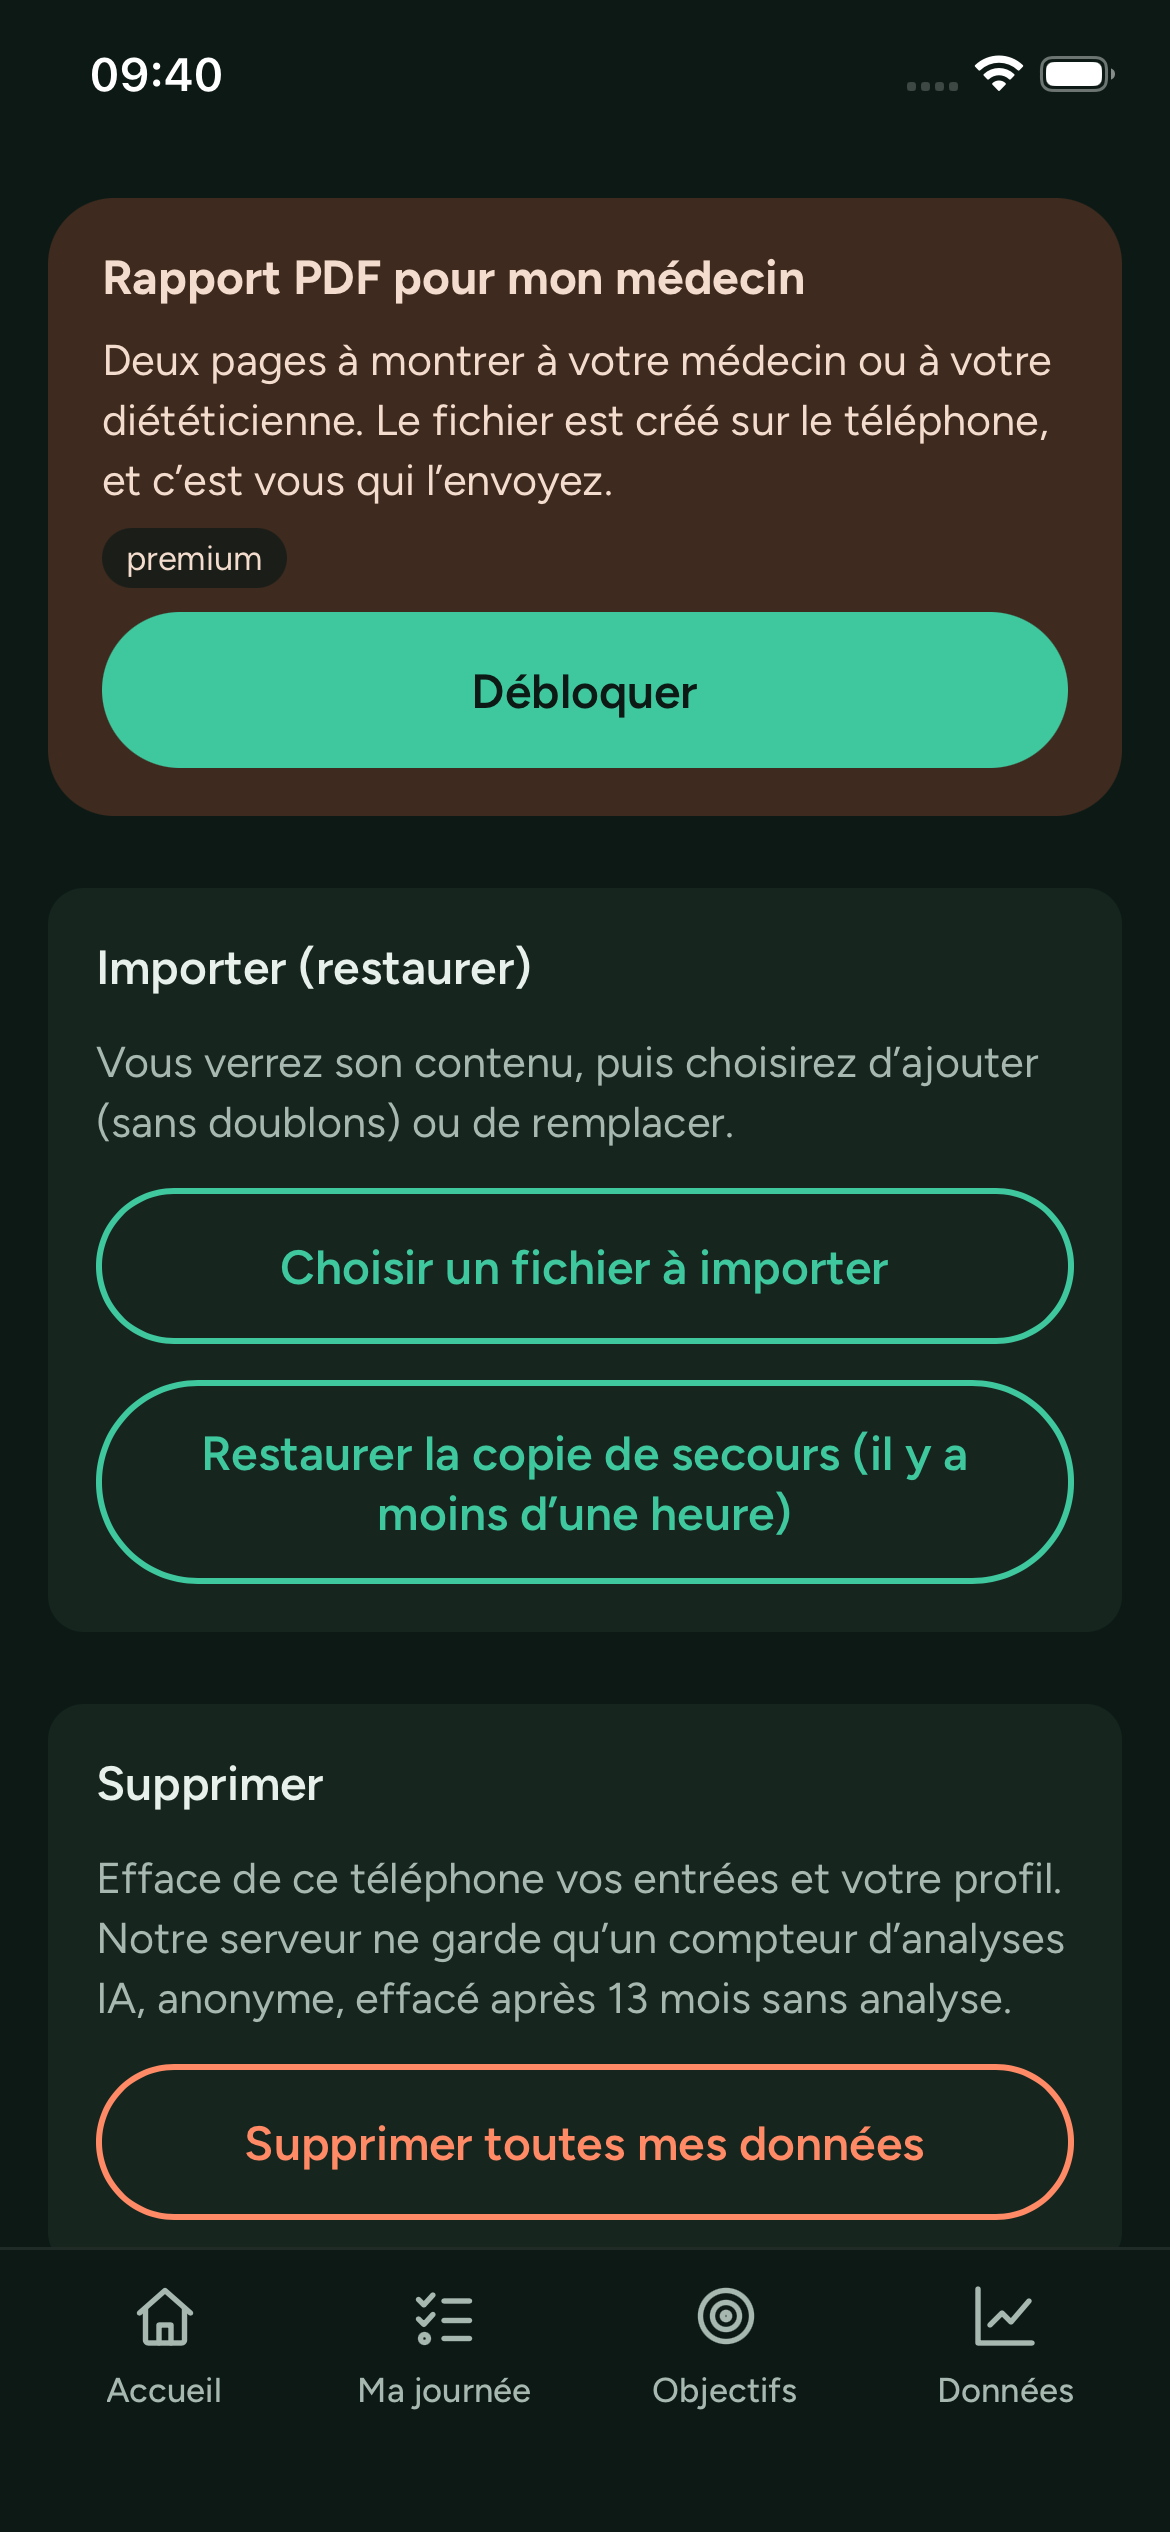 09:40
Rapport PDF pour mon médecin
Deux pages à montrer à votre médecin ou à votre
diététicienne. Le fichier est créé sur le téléphone,
et c’est vous qui l’envoyez.
premium
Débloquer
Importer (restaurer)
Vous verrez son contenu, puis choisirez d’ajouter
(sans doublons) ou de remplacer.
Choisir un fichier à importer
Restaurer la copie de secours (il y a
moins d’une heure)
Supprimer
Efface de ce téléphone vos entrées et votre profil.
Notre serveur ne garde qu’un compteur d’analyses
IA, anonyme, effacé après 13 mois sans analyse.
Supprimer toutes mes données
Accueil
Ma journée
Objectifs
Données